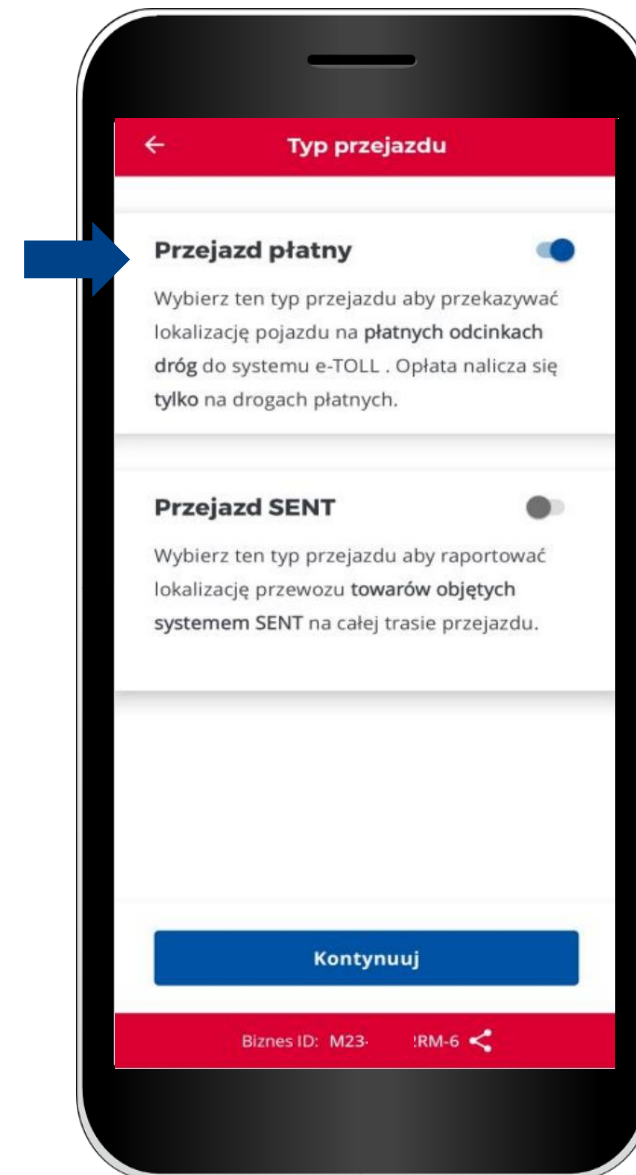 Typ przejazdu
Przejazd płatny
Wybierz ten typ przejazdu aby przekazywać
lokalizację pojazdu na płatnych odcinkach
dróg do systemu e-TOLL . Opłata nalicza się
tylko na drogach płatnych.
Przejazd SENT
Wybierz ten typ przejazdu aby raportować
lokalizację przewozu towarów objętych
systemem SENT na całej trasie przejazdu.
Kontynuuj
Biznes ID: M23- RM-6